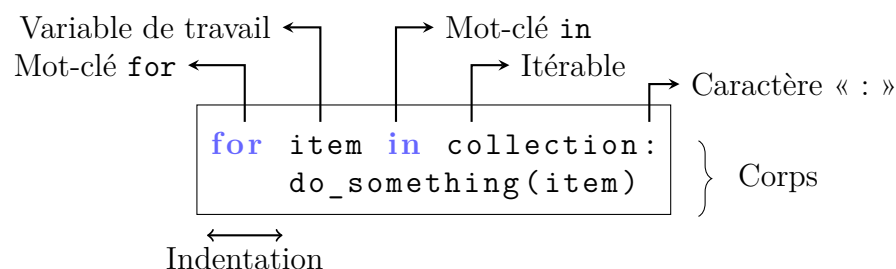 Variable de travail
Mot-clé in
Mot-clé for
Itérable
Caractère « : »
for item in collection:
do_something(item)
Corps
Indentation